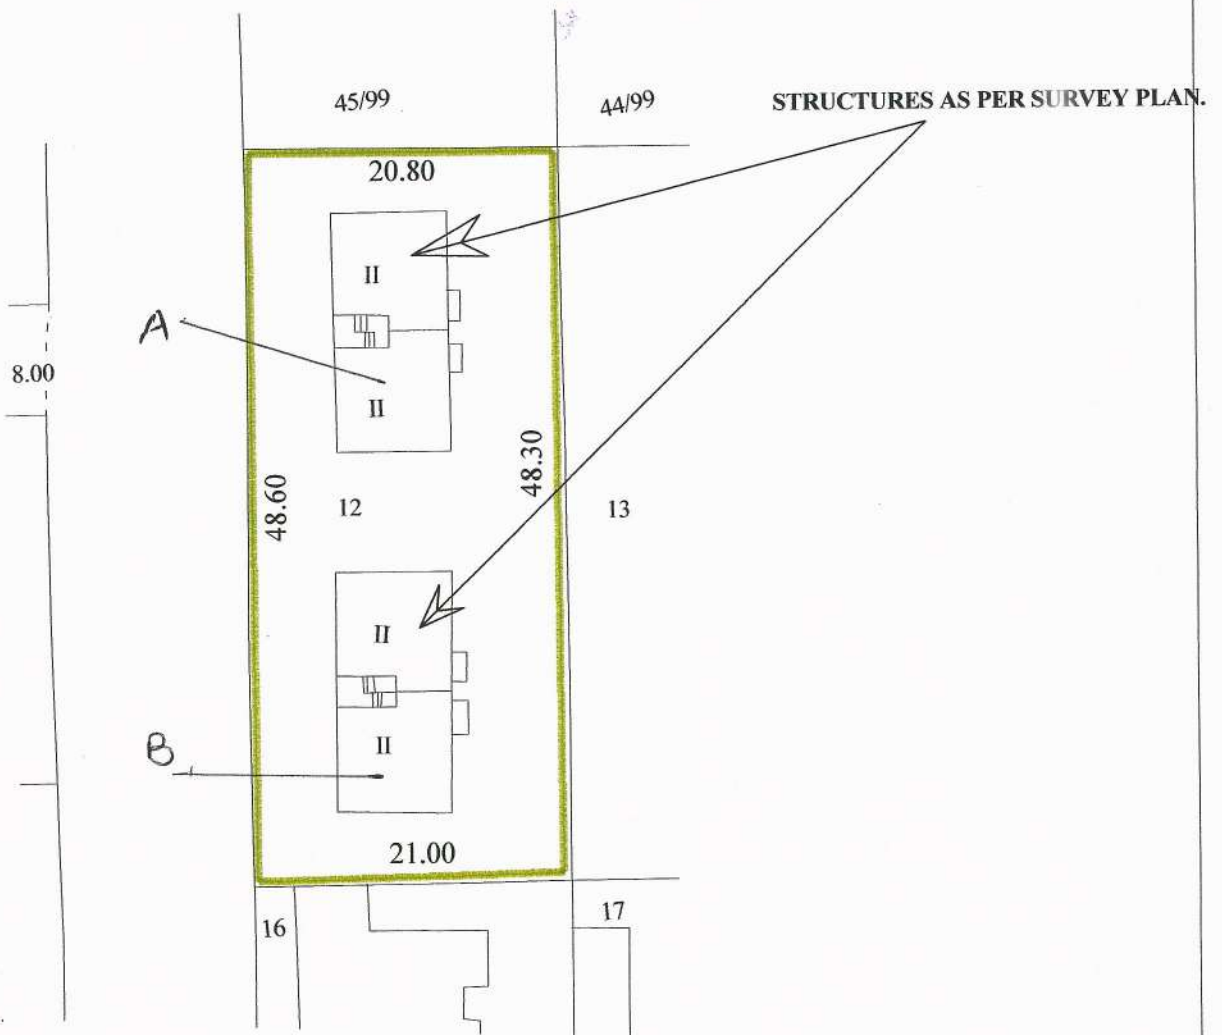 45/99
44/99
STRUCTURES AS PER SURVEY PLAN.
20.80
II
A
8.00
II
48.60
12
48.30
13
II
B
II
21.00
16
17